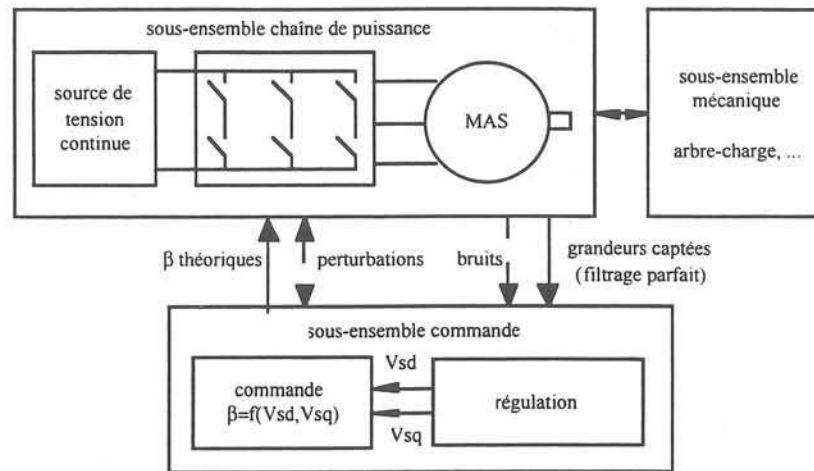 sous-ensemble chaîne de puissance
source de
tension
continue
MAS
sous-ensemble
mécanique
arbre-charge, ...
β théoriques
perturbations
bruits
grandeurs captées
(filtrage parfait)
sous-ensemble commande
commande
β=f(Vsd,Vsq)
Vsd
Vsq
régulation